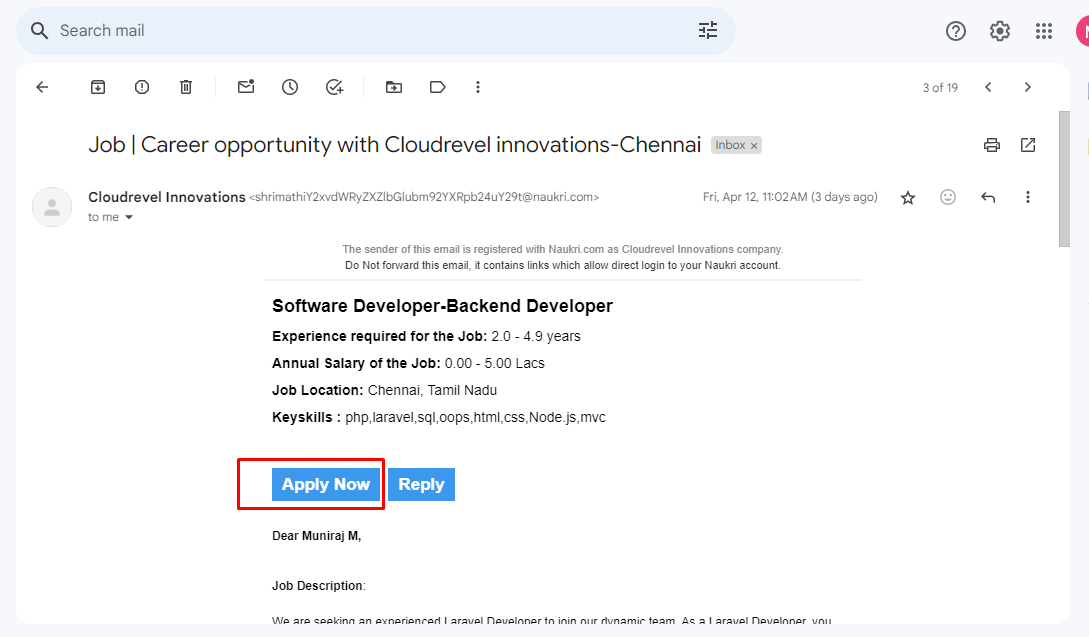 Search mail
3 of 19
Job | Career opportunity with Cloudrevel innovations-Chennai Inbox ×
Cloudrevel Innovations <shrimathiY2xvdWRyZXZlbGlubm92YXRpb24uY29t@naukri.com> Fri, Apr 12, 11:02 AM (3 days ago)
to me
The sender of this email is registered with Naukri.com as Cloudrevel Innovations company.
Do Not forward this email, it contains links which allow direct login to your Naukri account.
Software Developer-Backend Developer
Experience required for the Job: 2.0 - 4.9 years
Annual Salary of the Job: 0.00 - 5.00 Lacs
Job Location: Chennai, Tamil Nadu
Keyskills : php,laravel,sql,oops,html,css,Node.js,mvc
Apply Now Reply
Dear Muniraj M,
Job Description:
We are seeking an experienced Laravel Developer to join our dynamic team. As a Laravel Developer, you